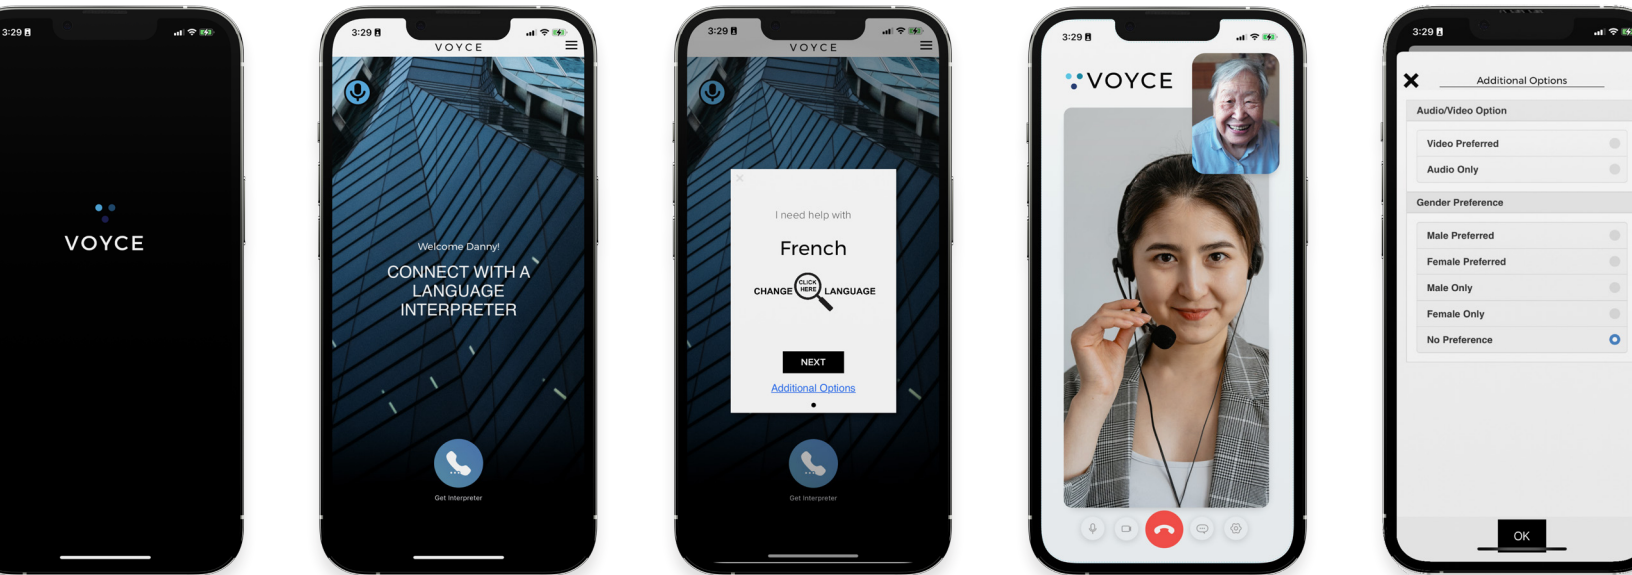 3:29
VOYCE
3:29
VOYCE
Welcome Danny!
CONNECT WITH A
LANGUAGE
INTERPRETER
Get Interpreter
3:29
VOYCE
I need help with
French
CHANGE CLICK HERE LANGUAGE
NEXT
Additional Options
Get Interpreter
3:29
VOYCE
3:29
Additional Options
Audio/Video Option
Video Preferred
Audio Only
Gender Preference
Male Preferred
Female Preferred
Male Only
Female Only
No Preference
OK